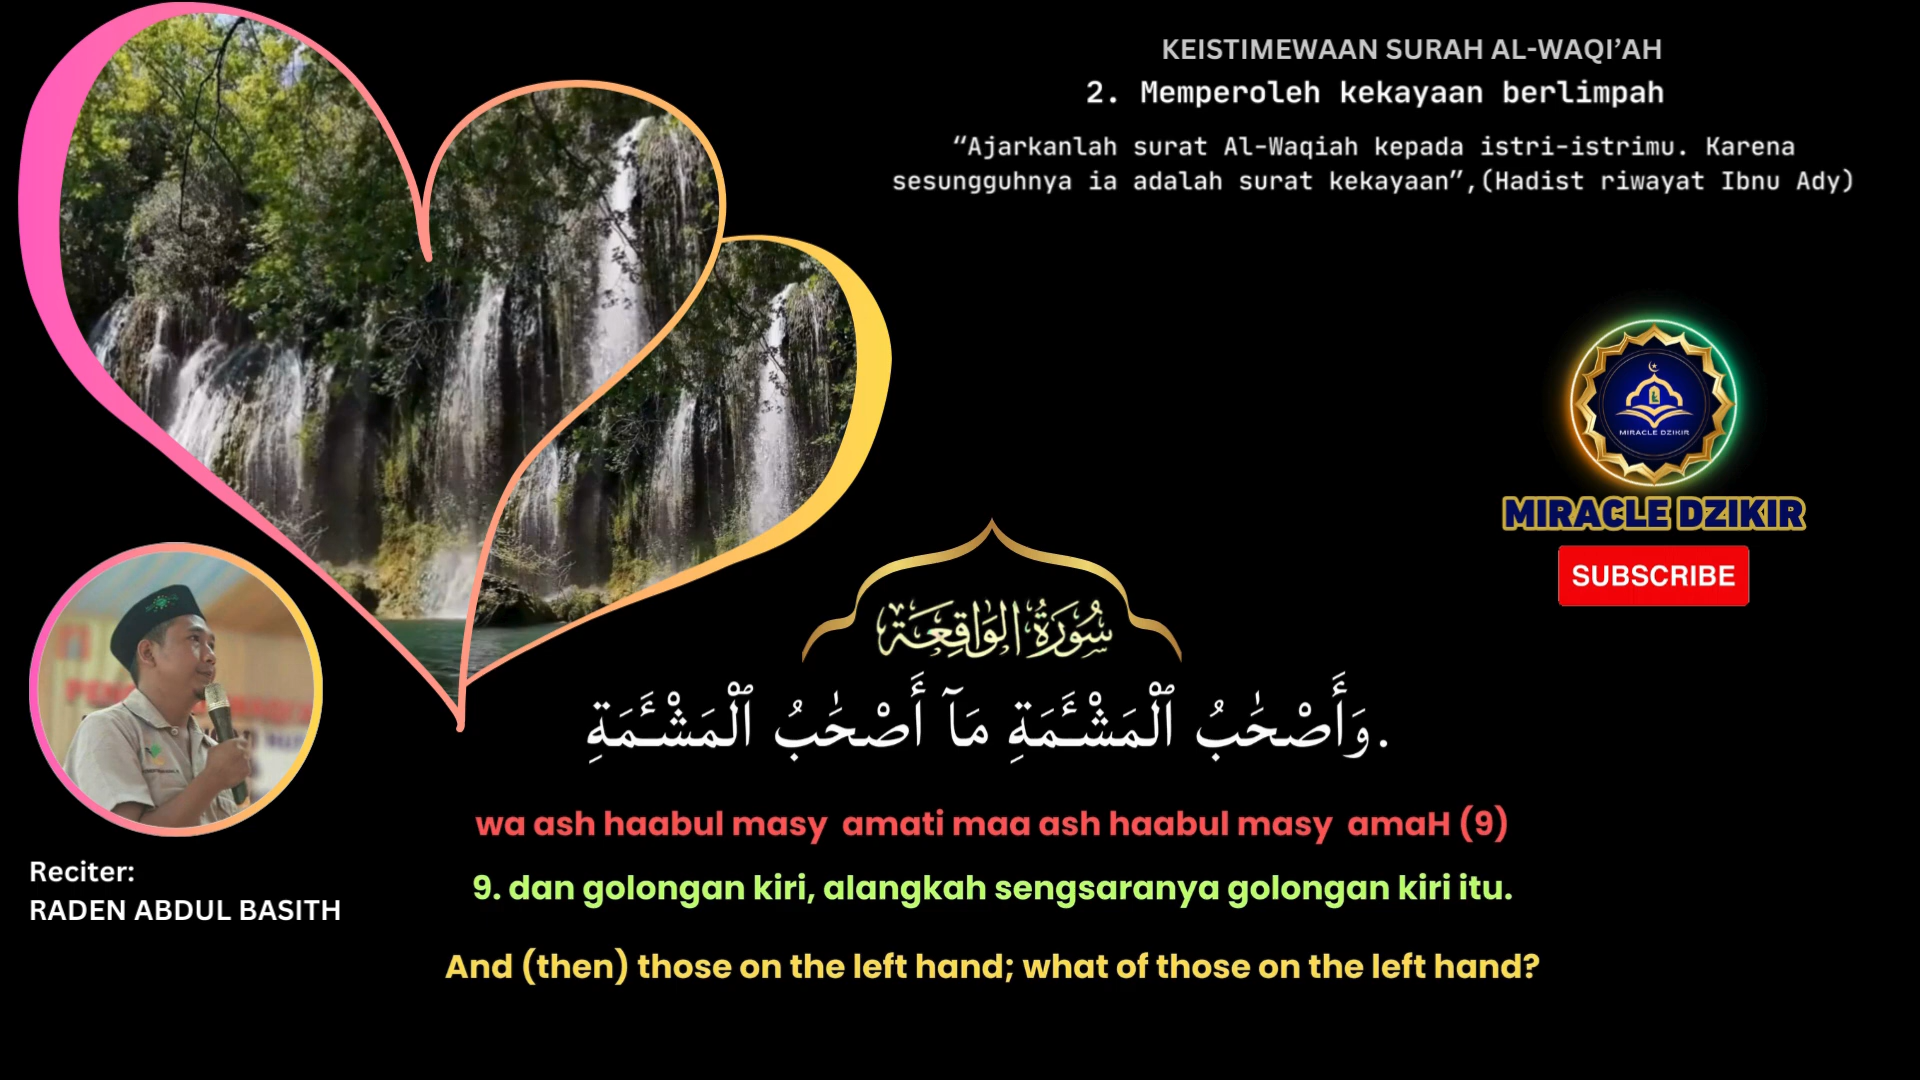 KEISTIMEWAAN SURAH AL-WAQI’AH
2. Memperoleh kekayaan berlimpah
“Ajarkanlah surat Al-Waqiah kepada istri-istrimu. Karena
sesungguhnya ia adalah surat kekayaan”,(Hadist riwayat Ibnu Ady)
MIRACLE DZIKIR
MIRACLE DZIKIR
SUBSCRIBE
سُورَةُ الوَاقِعَة
وَأَصْحَٰبُ ٱلْمَشْـَٔمَةِ مَآ أَصْحَٰبُ ٱلْمَشْـَٔمَةِ.
wa ash haabul masy  amati maa ash haabul masy  amaH (9)
9. dan golongan kiri, alangkah sengsaranya golongan kiri itu.
And (then) those on the left hand; what of those on the left hand?
Reciter:
RADEN ABDUL BASITH